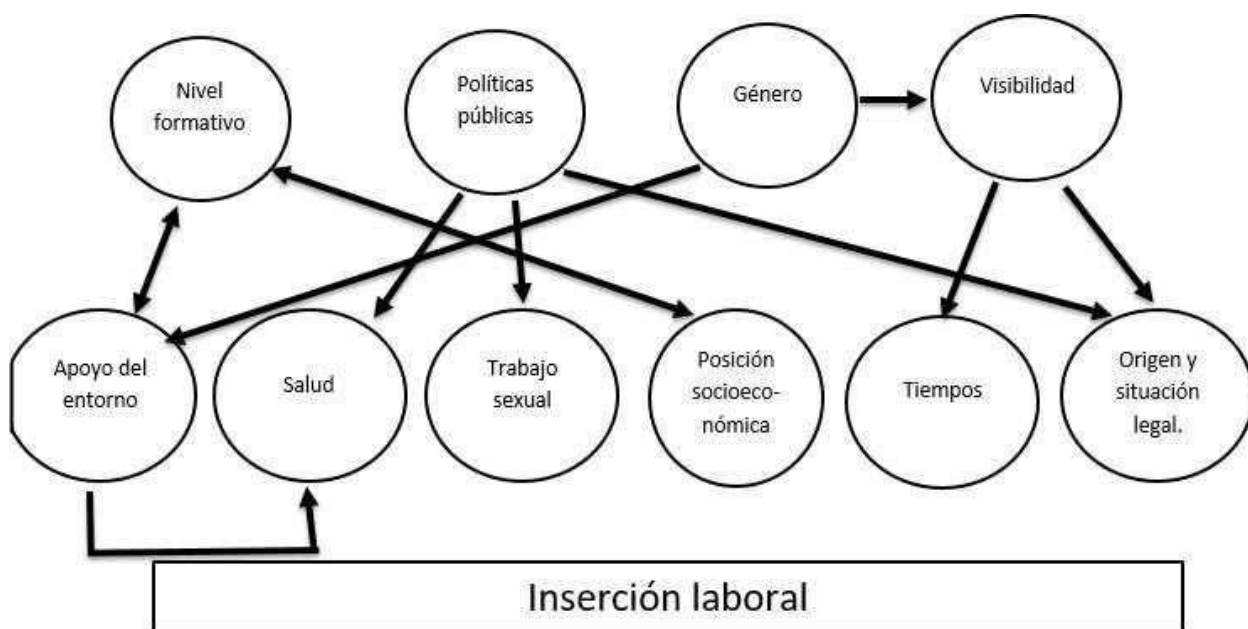 Nivel
formativo
Políticas
públicas
Género
Visibilidad
Apoyo del
entorno
Salud
Trabajo
sexual
Posición
socioeco-
nómica
Tiempos
Origen y
situación
legal.
Inserción laboral